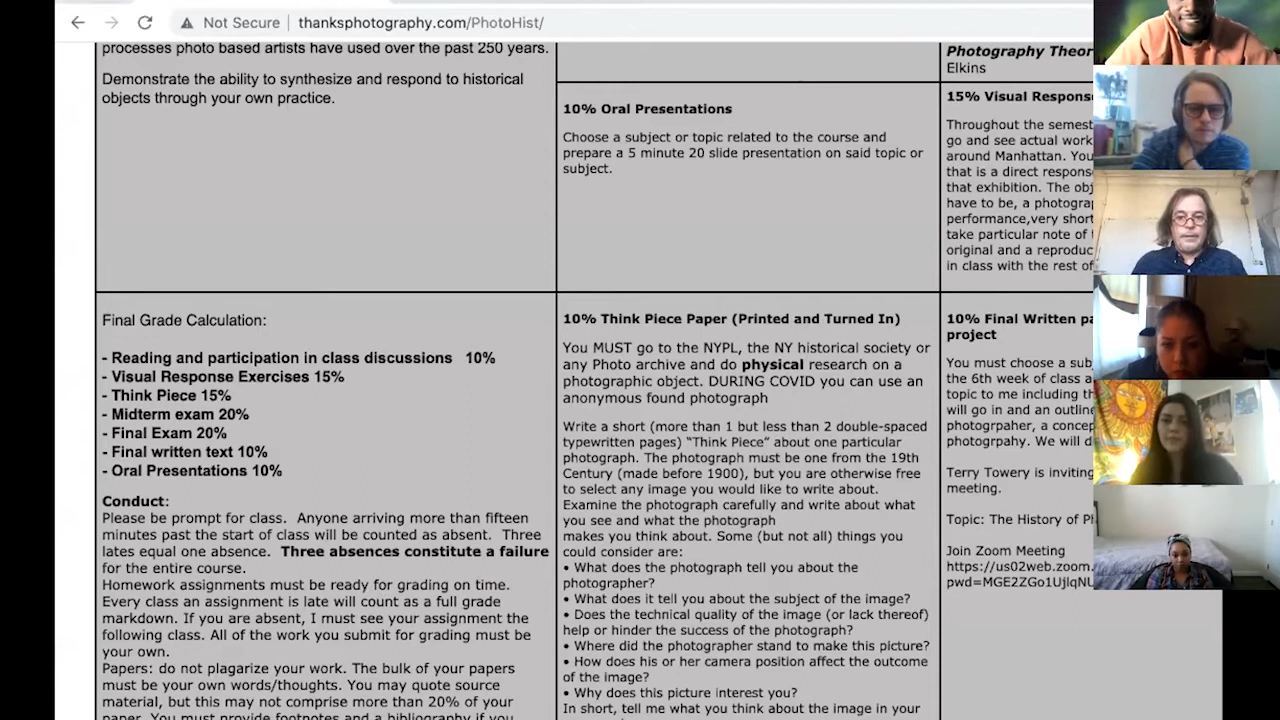 Not Secure | thanksphotography.com/PhotoHist/
processes photo based artists have used over the past 250 years.
Demonstrate the ability to synthesize and respond to historical
objects through your own practice.
10% Oral Presentations
Choose a subject or topic related to the course and
prepare a 5 minute 20 slide presentation on said topic or
subject.
Photography Theor
Elkins
15% Visual Respons
Throughout the semest
go and see actual work
around Manhattan. You
that is a direct respons
that exhibition. The obj
have to be, a photogra
performance,very short
take particular note of
original and a reproduc
in class with the rest of
Final Grade Calculation:
- Reading and participation in class discussions 10%
- Visual Response Exercises 15%
- Think Piece 15%
- Midterm exam 20%
- Final Exam 20%
- Final written text 10%
- Oral Presentations 10%
Conduct:
Please be prompt for class. Anyone arriving more than fifteen
minutes past the start of class will be counted as absent. Three
lates equal one absence. Three absences constitute a failure
for the entire course.
Homework assignments must be ready for grading on time.
Every class an assignment is late will count as a full grade
markdown. If you are absent, I must see your assignment the
following class. All of the work you submit for grading must be
your own.
Papers: do not plagarize your work. The bulk of your papers
must be your own words/thoughts. You may quote source
material, but this may not comprise more than 20% of your
paper. You must provide footnotes and a bibliography if you
10% Think Piece Paper (Printed and Turned In)
You MUST go to the NYPL, the NY historical society or
any Photo archive and do physical research on a
photographic object. DURING COVID you can use an
anonymous found photograph
Write a short (more than 1 but less than 2 double-spaced
typewritten pages) “Think Piece” about one particular
photograph. The photograph must be one from the 19th
Century (made before 1900), but you are otherwise free
to select any image you would like to write about.
Examine the photograph carefully and write about what
you see and what the photograph
makes you think about. Some (but not all) things you
could consider are:
• What does the photograph tell you about the
photographer?
• What does it tell you about the subject of the image?
• Does the technical quality of the image (or lack thereof)
help or hinder the success of the photograph?
• Where did the photographer stand to make this picture?
• How does his or her camera position affect the outcome
of the image?
• Why does this picture interest you?
In short, tell me what you think about the image in your
10% Final Written pa
project
You must choose a sub
the 6th week of class a
topic to me including th
will go in and an outline
photogrpaher, a concep
photogrpahy. We will d
Terry Towery is inviting
meeting.
Topic: The History of Ph
Join Zoom Meeting
https://us02web.zoom.
pwd=MGE2ZGo1UjlqNU